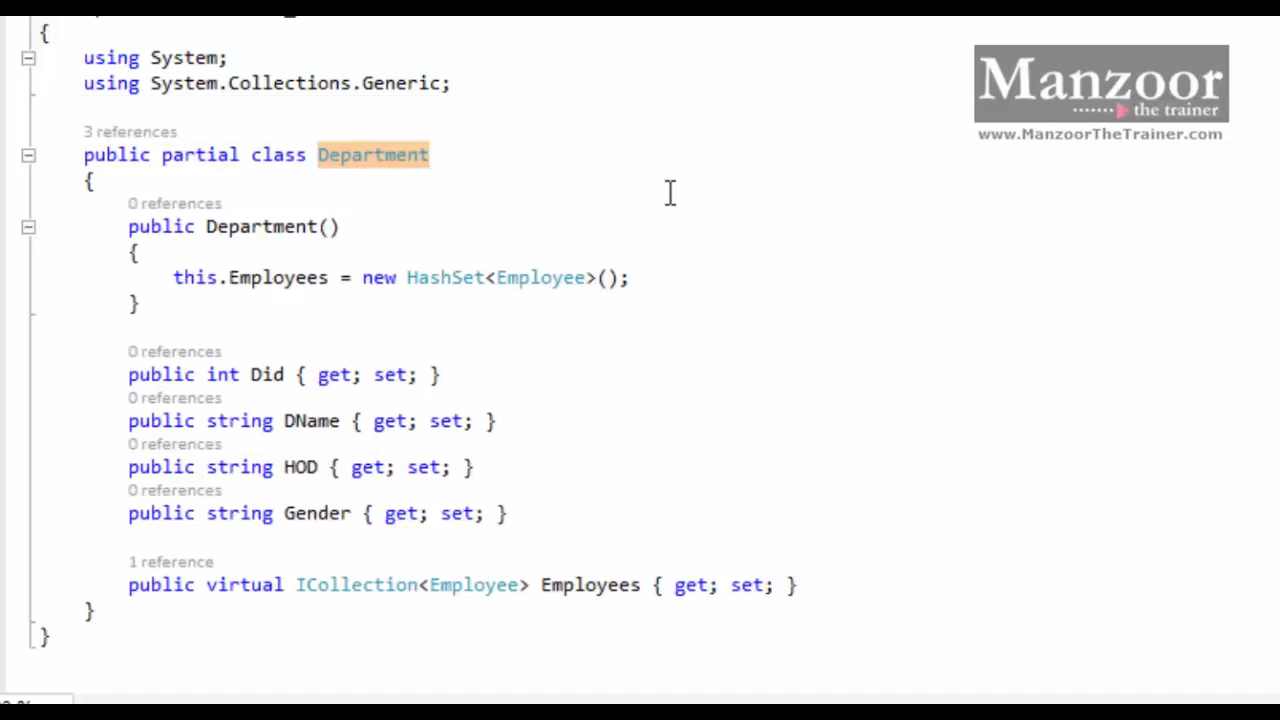 {
using System;
using System.Collections.Generic;
Manzoor
the trainer
www.ManzoorTheTrainer.com
3 references
public partial class Department
{
0 references
public Department()
{
this.Employees = new HashSet<Employee>();
}
0 references
public int Did { get; set; }
0 references
public string DName { get; set; }
0 references
public string HOD { get; set; }
0 references
public string Gender { get; set; }
1 reference
public virtual ICollection<Employee> Employees { get; set; }
}
}